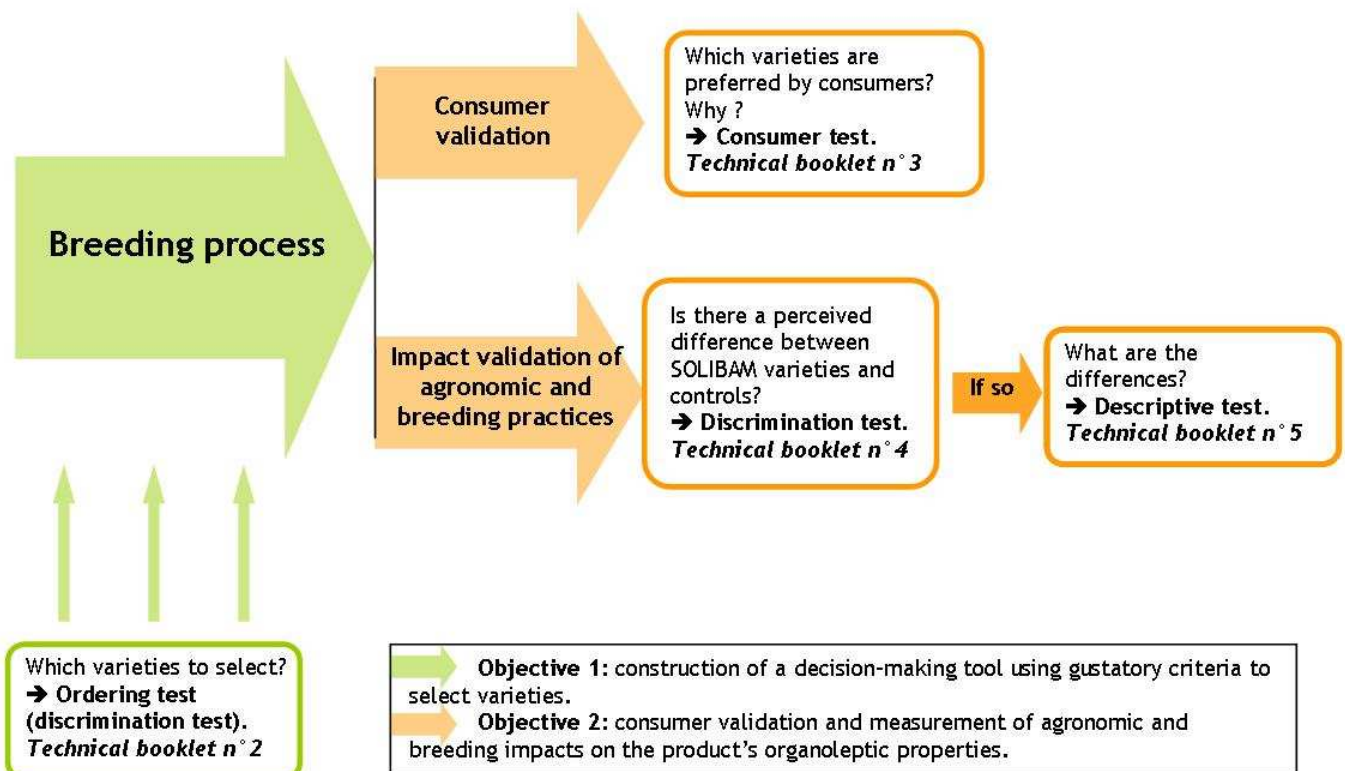 Breeding process
Consumer
validation
Which varieties are
preferred by consumers?
Why ?
➔ Consumer test.
Technical booklet n°3
Impact validation of
agronomic and
breeding practices
Is there a perceived
difference between
SOLIBAM varieties and
controls?
➔ Discrimination test.
Technical booklet n°4
If so
What are the
differences?
➔ Descriptive test.
Technical booklet n°5
Which varieties to select?
➔ Ordering test
(discrimination test).
Technical booklet n°2
Objective 1: construction of a decision-making tool using gustatory criteria to
select varieties.
Objective 2: consumer validation and measurement of agronomic and
breeding impacts on the product's organoleptic properties.